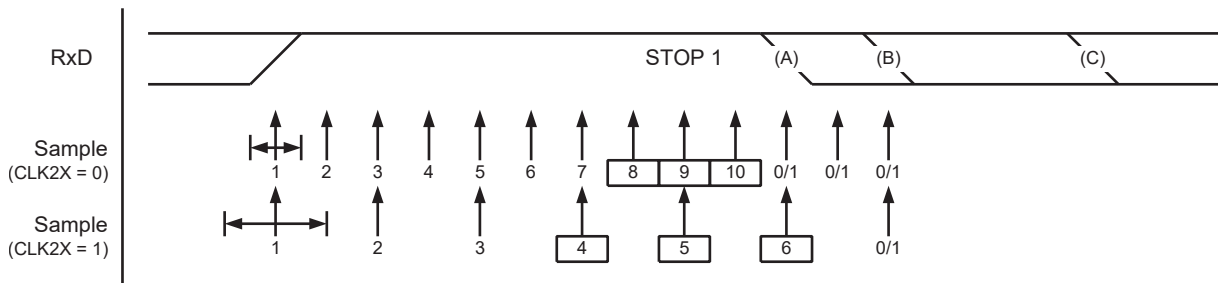 RxD STOP 1 (A) (B) (C)
Sample
(CLK2X = 0)
1 2 3 4 5 6 7 8 9 10 0/1 0/1 0/1
Sample
(CLK2X = 1)
1 2 3 4 5 6 0/1